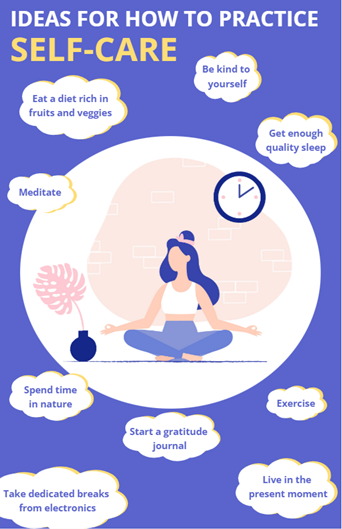 IDEAS FOR HOW TO PRACTICE
SELF-CARE
Be kind to
yourself
Eat a diet rich in
fruits and veggies
Get enough
quality sleep
Meditate
Spend time
in nature
Exercise
Start a gratitude
journal
Live in the
present moment
Take dedicated breaks
from electronics